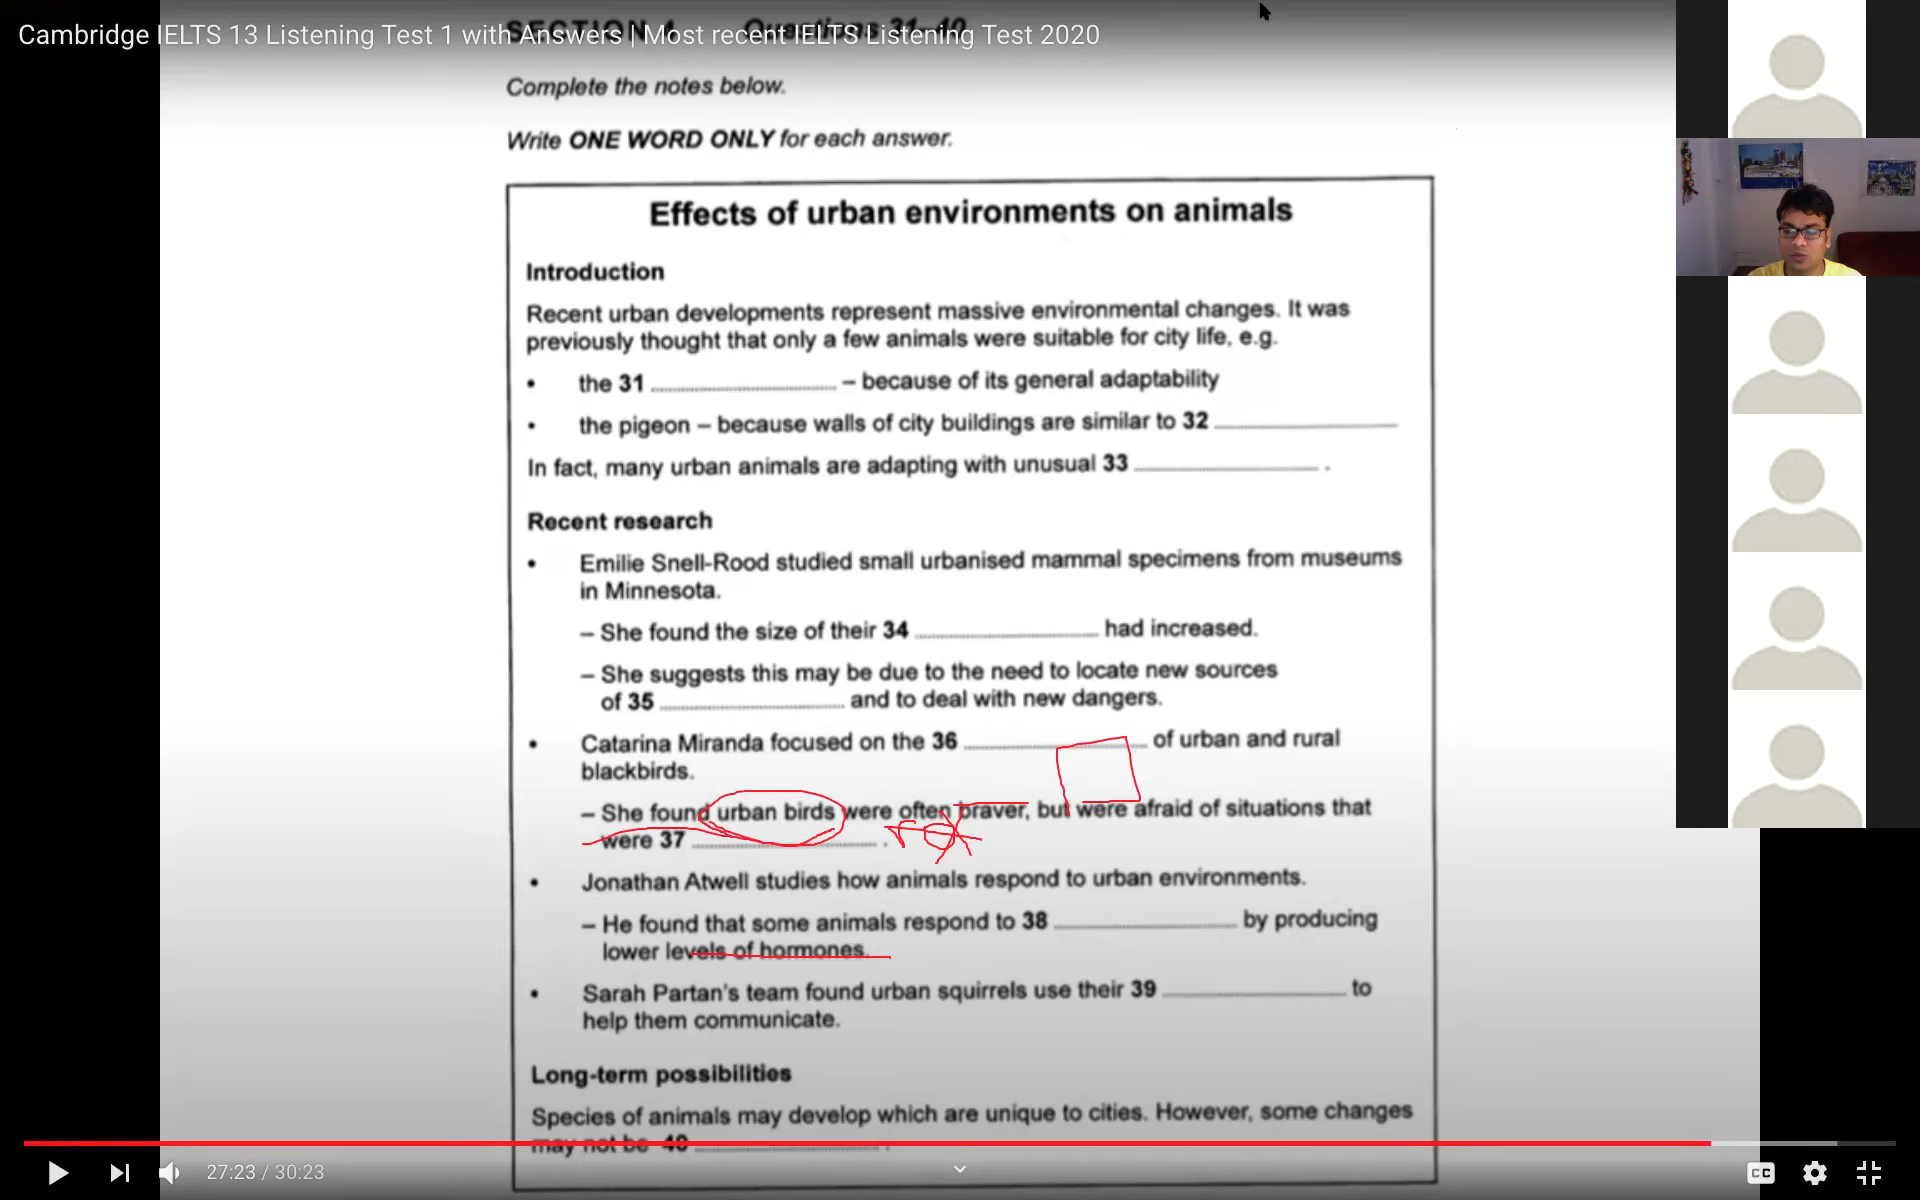 SECTION 4 Questions 31–40
Cambridge IELTS 13 Listening Test 1 with Answers | Most recent IELTS Listening Test 2020
Complete the notes below.
Write ONE WORD ONLY for each answer.
Effects of urban environments on animals
Introduction
Recent urban developments represent massive environmental changes. It was
previously thought that only a few animals were suitable for city life, e.g.
• the 31 .......... – because of its general adaptability
• the pigeon – because walls of city buildings are similar to 32 ..........
In fact, many urban animals are adapting with unusual 33 .......... .
Recent research
• Emilie Snell-Rood studied small urbanised mammal specimens from museums
in Minnesota.
– She found the size of their 34 .......... had increased.
– She suggests this may be due to the need to locate new sources
of 35 .......... and to deal with new dangers.
• Catarina Miranda focused on the 36 .......... of urban and rural
blackbirds.
– She found urban birds were often braver, but were afraid of situations that
were 37 .......... .
• Jonathan Atwell studies how animals respond to urban environments.
– He found that some animals respond to 38 .......... by producing
lower levels of hormones.
• Sarah Partan's team found urban squirrels use their 39 .......... to
help them communicate.
Long-term possibilities
Species of animals may develop which are unique to cities. However, some changes
may not be 40 .......... .
27:23 / 30:23
CC